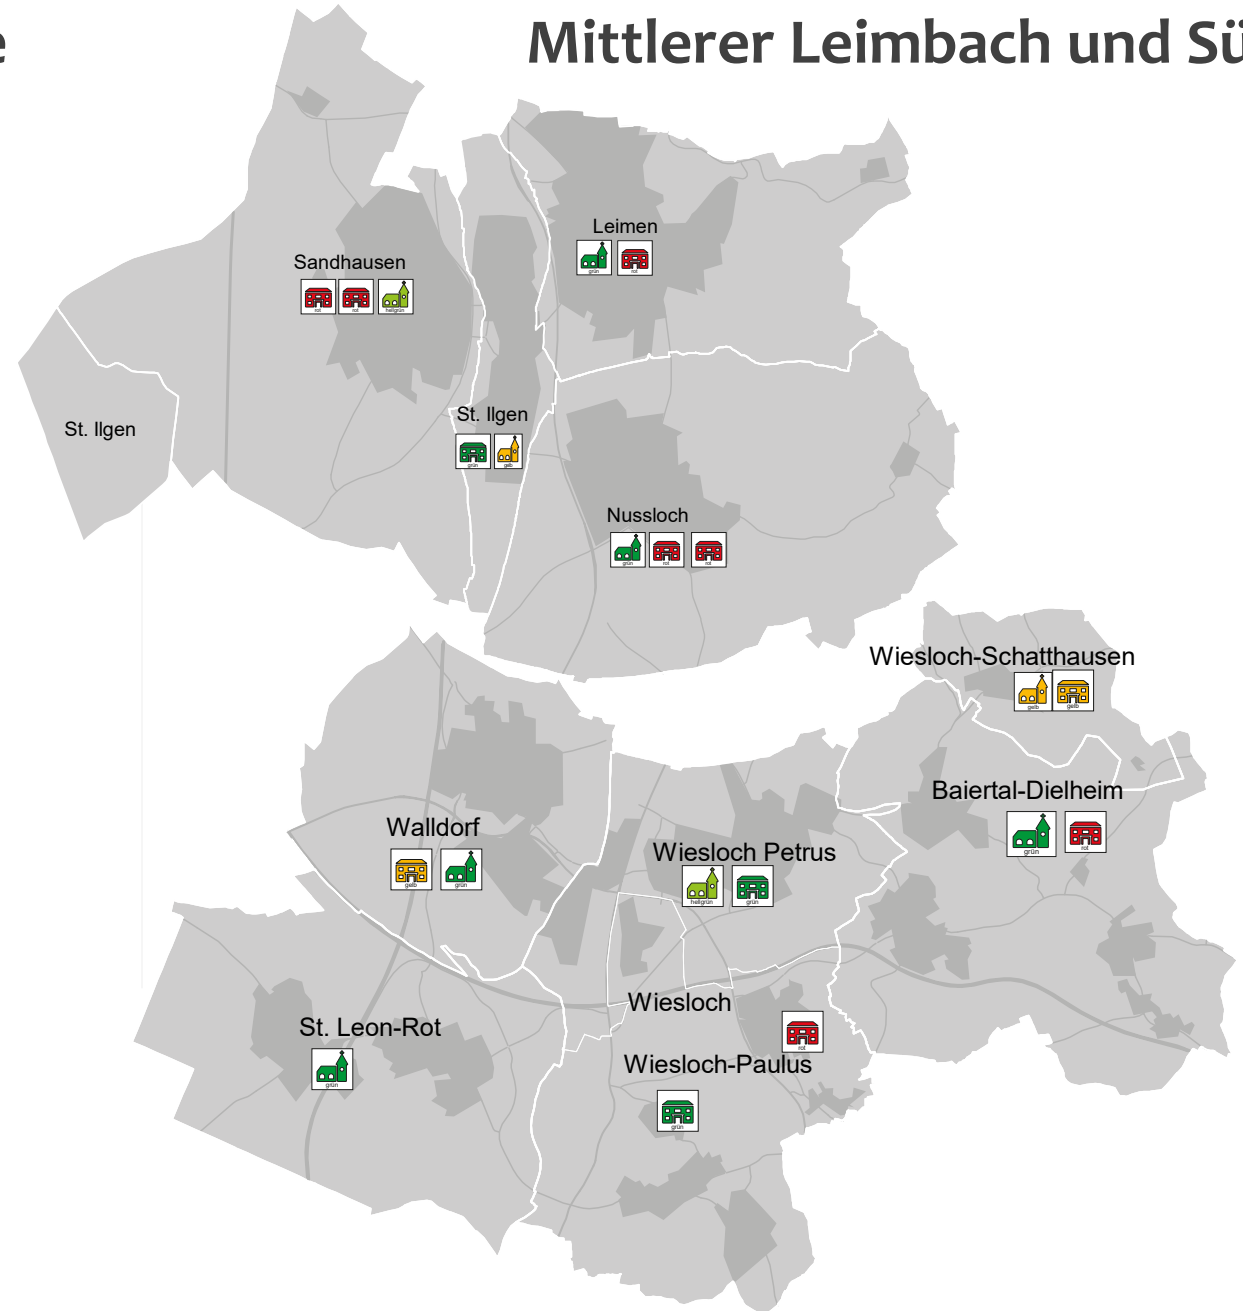 e
Mittlerer Leimbach und Sü
Leimen
grün rot
Sandhausen
rot rot hellgrün
St. Ilgen
St. Ilgen
grün gelb
Nussloch
grün rot rot
Wiesloch-Schatthausen
gelb gelb
Baiertal-Dielheim
grün rot
Walldorf
gelb grün
Wiesloch Petrus
hellgrün grün
Wiesloch
rot
St. Leon-Rot
grün
Wiesloch-Paulus
grün